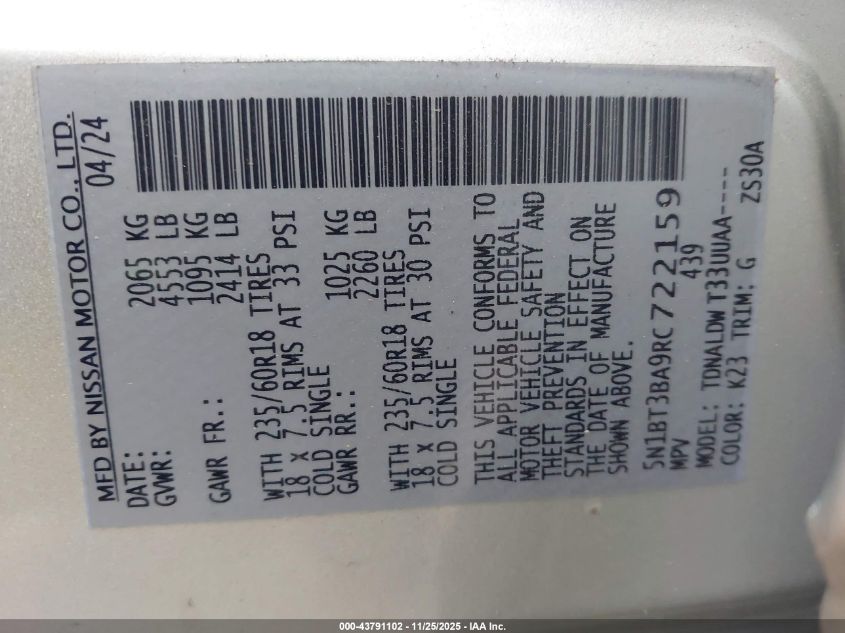 MFD BY NISSAN MOTOR CO., LTD.
DATE: 04/24
GVWR: 2065 KG
4553 LB
GAWR FR.: 1095 KG
2414 LB
WITH 235/60R18 TIRES
18 X 7.5 RIMS AT 33 PSI
COLD SINGLE
GAWR RR.: 1025 KG
2260 LB
WITH 235/60R18 TIRES
18 X 7.5 RIMS AT 30 PSI
COLD SINGLE
THIS VEHICLE CONFORMS TO
ALL APPLICABLE FEDERAL
MOTOR VEHICLE SAFETY AND
THEFT PREVENTION
STANDARDS IN EFFECT ON
THE DATE OF MANUFACTURE
SHOWN ABOVE.
5N1BT3BA9RC722159
MPV 439
MODEL: TDNALDW T33UUAA----
COLOR: K23 TRIM: G ZS30A
000-43791102 - 11/25/2025 - IAA Inc.